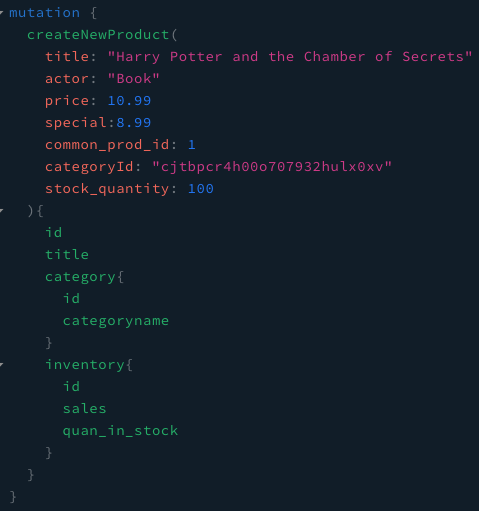 mutation {
  createNewProduct(
    title: "Harry Potter and the Chamber of Secrets"
    actor: "Book"
    price: 10.99
    special:8.99
    common_prod_id: 1
    categoryId: "cjtbpcr4h00o707932hulx0xv"
    stock_quantity: 100
  ){
    id
    title
    category{
      id
      categoryname
    }
    inventory{
      id
      sales
      quan_in_stock
    }
  }
}